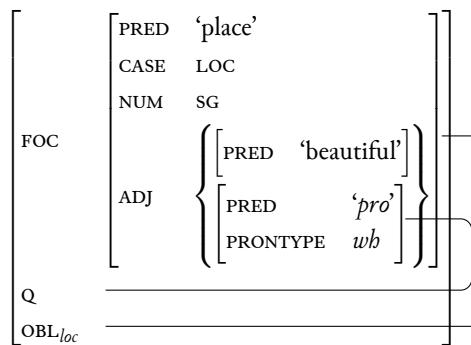 PRED ‘place’
CASE LOC
NUM SG
FOC
PRED ‘beautiful’
ADJ
PRED ‘pro’
PRONTYPE wh
Q
OBLloc